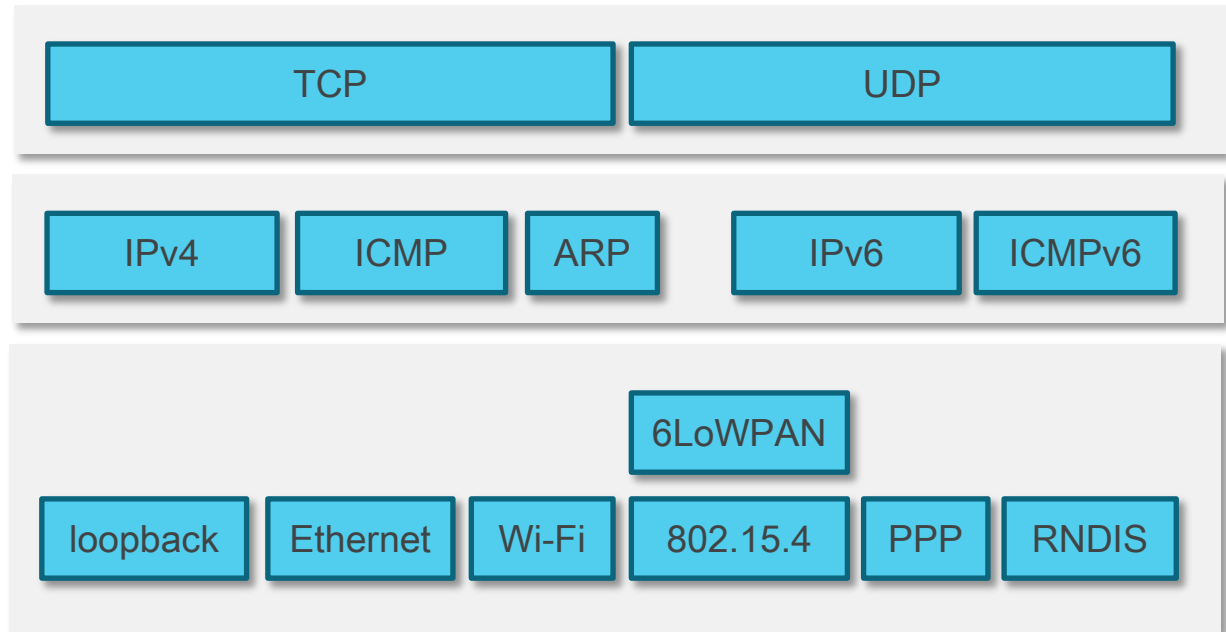 TCP
UDP
IPv4
ICMP
ARP
IPv6
ICMPv6
6LoWPAN
loopback
Ethernet
Wi-Fi
802.15.4
PPP
RNDIS